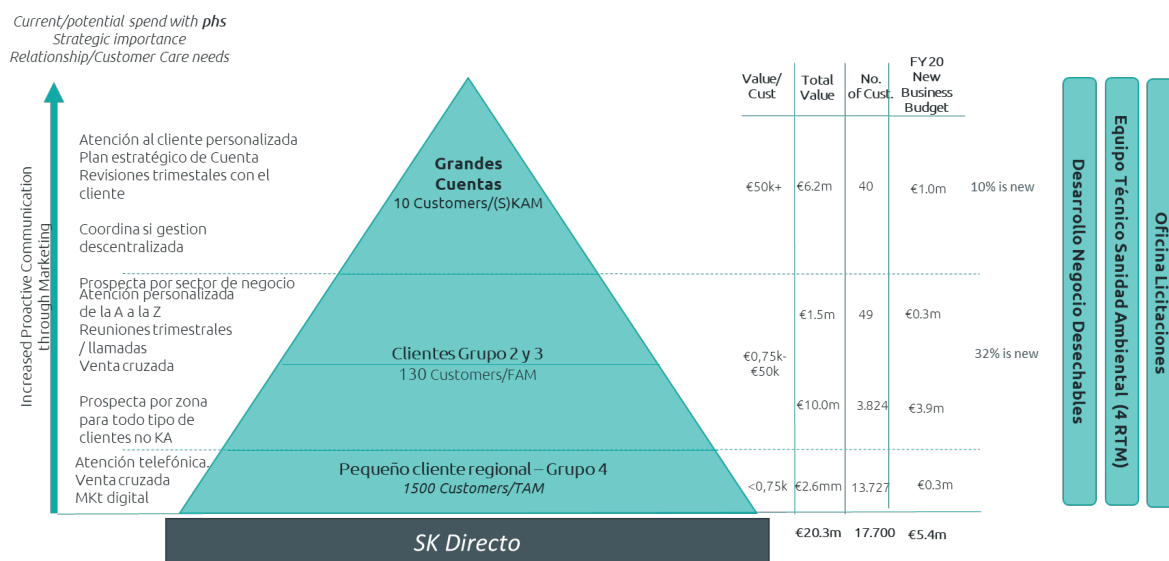 Current/potential spend with phs
Strategic importance
Relationship/Customer Care needs
Increased Proactive Communication
through Marketing
Atención al cliente personalizada
Plan estratégico de Cuenta
Revisiones trimestrales con el
cliente
Coordina si gestion
descentralizada
Prospecta por sector de negocio
Atención personalizada
de la A a la Z
Reuniones trimestrales
/ llamadas
Venta cruzada
Prospecta por zona
para todo tipo de
clientes no KA
Atención telefónica.
Venta cruzada
MKt digital
Grandes
Cuentas
10 Customers/(S)KAM
Clientes Grupo 2 y 3
130 Customers/FAM
Pequeño cliente regional – Grupo 4
1500 Customers/TAM
SK Directo
Value/
Cust
Total
Value
No.
of Cust.
FY20
New
Business
Budget
€50k+ €6.2m 40 €1.0m 10% is new
€1.5m 49 €0.3m
€0,75k-
€50k
32% is new
€10.0m 3.824 €3.9m
<0,75k €2.6mm 13.727 €0.3m
€20.3m 17.700 €5.4m
Desarrollo Negocio Desechables
Equipo Técnico Sanidad Ambiental (4 RTM)
Oficina Licitaciones